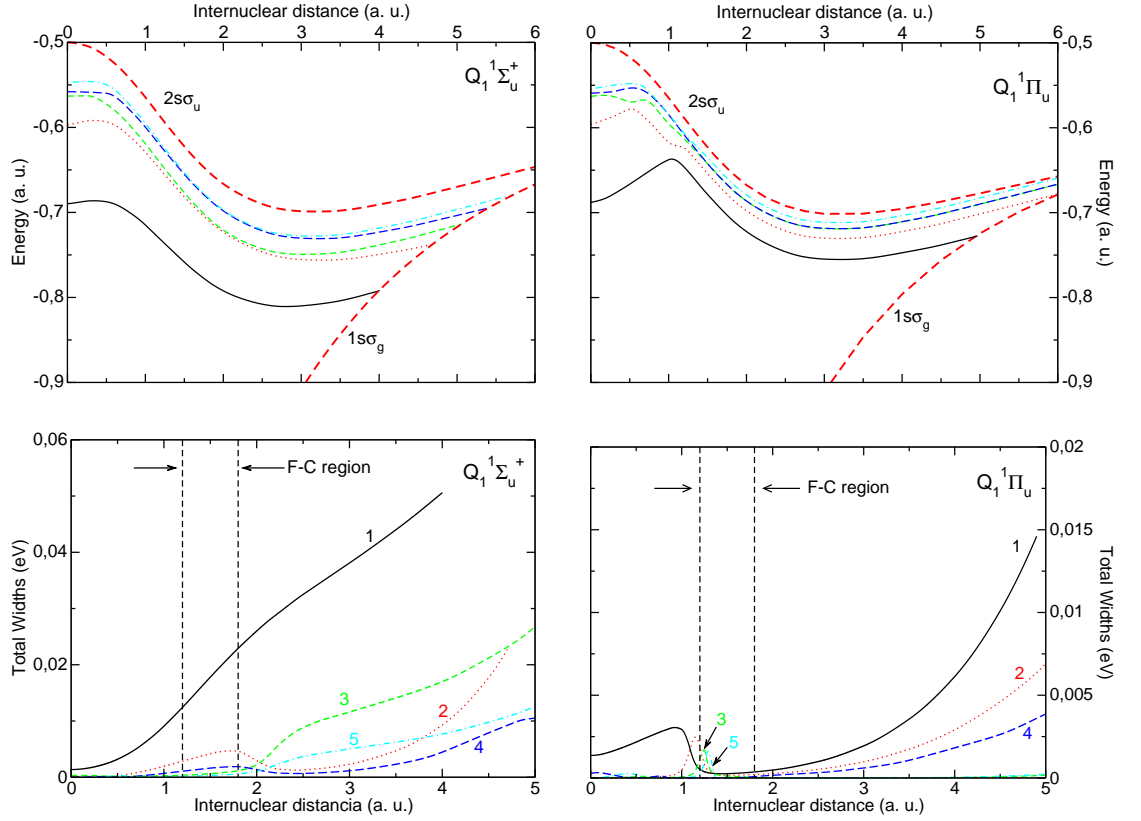 Internuclear distance (a. u.)
0 1 2 3 4 5 6
-0,5
-0,6
-0,7
-0,8
-0,9
Energy (a. u.)
Q₁ ¹Σᵤ⁺
2sσᵤ
1sσ_g
Internuclear distance (a. u.)
0 1 2 3 4 5 6
-0,5
-0,6
-0,7
-0,8
-0,9
Energy (a. u.)
Q₁ ¹Πᵤ
2sσᵤ
1sσ_g
0,06
0,04
0,02
0
Total Widths (eV)
F-C region
Q₁ ¹Σᵤ⁺
1
3
2
5
4
0 1 2 3 4 5
Internuclear distancia (a. u.)
0,02
0,015
0,01
0,005
0
Total Widths (eV)
Q₁ ¹Πᵤ
F-C region
1
2
3
5
4
0 1 2 3 4 5
Internuclear distance (a. u.)